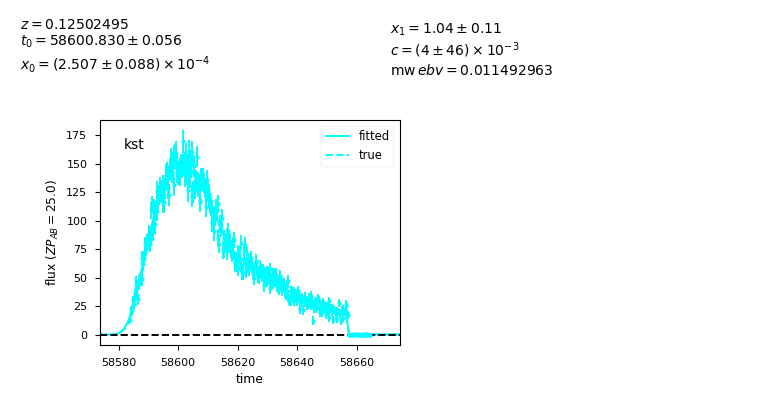 z = 0.12502495
t₀ = 58600.830 ± 0.056
x₀ = (2.507 ± 0.088) × 10⁻⁴
x₁ = 1.04 ± 0.11
c = (4 ± 46) × 10⁻³
mw ebv = 0.011492963
kst
fitted
true
flux (ZP_AB = 25.0)
175
150
125
100
75
50
25
0
58580 58600 58620 58640 58660
time